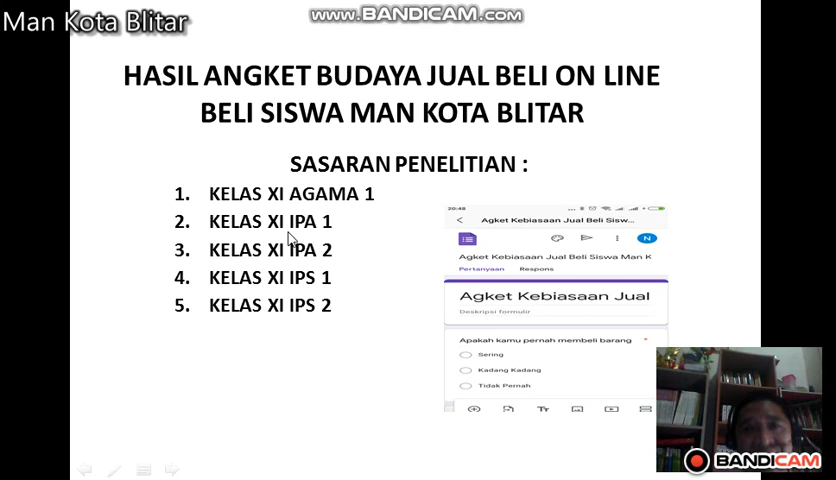 www.BANDICAM.com
Man Kota Blitar
HASIL ANGKET BUDAYA JUAL BELI ON LINE
BELI SISWA MAN KOTA BLITAR
SASARAN PENELITIAN :
1. KELAS XI AGAMA 1
2. KELAS XI IPA 1
3. KELAS XI IPA 2
4. KELAS XI IPS 1
5. KELAS XI IPS 2
20:48
Agket Kebiasaan Jual Beli Sisw...
N
Agket Kebiasaan Jual Beli Siswa Man K
Pertanyaan Respons
Agket Kebiasaan Jual
Deskripsi formulir
Apakah kamu pernah membeli barang *
Sering
Kadang Kadang
Tidak Pernah
Tт
BANDICAM